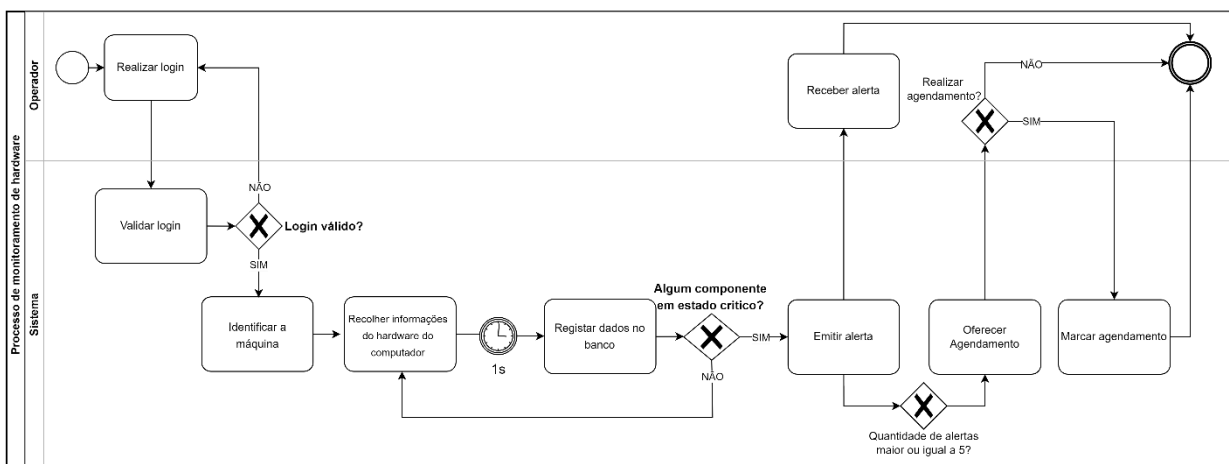 Processo de monitoramento de hardware
Operador
Realizar login
Receber alerta
Realizar
agendamento?
NÃO
SIM
Sistema
NÃO
Validar login
Login válido?
SIM
Identificar a
máquina
Recolher informações
do hardware do
computador
1s
Registar dados no
banco
Algum componente
em estado critico?
SIM
NÃO
Emitir alerta
Quantidade de alertas
maior ou igual a 5?
Oferecer
Agendamento
Marcar agendamento